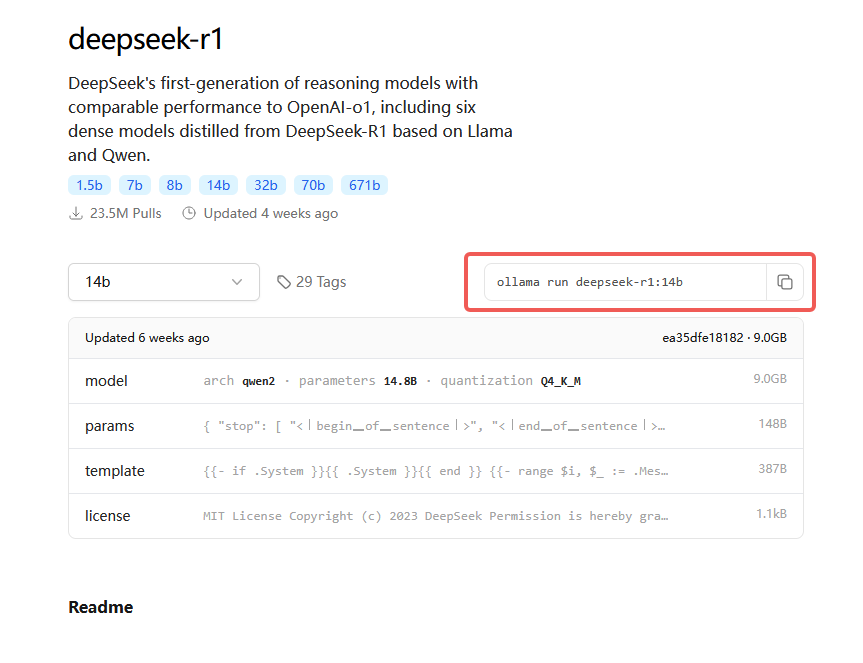 deepseek-r1
DeepSeek's first-generation of reasoning models with
comparable performance to OpenAI-o1, including six
dense models distilled from DeepSeek-R1 based on Llama
and Qwen.
1.5b 7b 8b 14b 32b 70b 671b
23.5M Pulls Updated 4 weeks ago
14b 29 Tags ollama run deepseek-r1:14b
Updated 6 weeks ago ea35dfe18182 · 9.0GB
model arch qwen2 · parameters 14.8B · quantization Q4_K_M 9.0GB
params { "stop": [ "<｜begin▁of▁sentence｜>", "<｜end▁of▁sentence｜>… 148B
template {{- if .System }}{{ .System }}{{ end }} {{- range $i, $_ := .Mes… 387B
license MIT License Copyright (c) 2023 DeepSeek Permission is hereby gra… 1.1kB
Readme